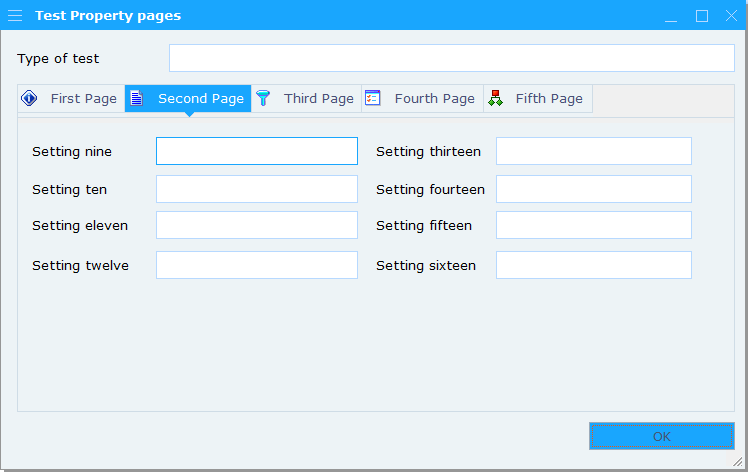 Test Property pages
Type of test
First Page Second Page Third Page Fourth Page Fifth Page
Setting nine Setting thirteen
Setting ten Setting fourteen
Setting eleven Setting fifteen
Setting twelve Setting sixteen
OK